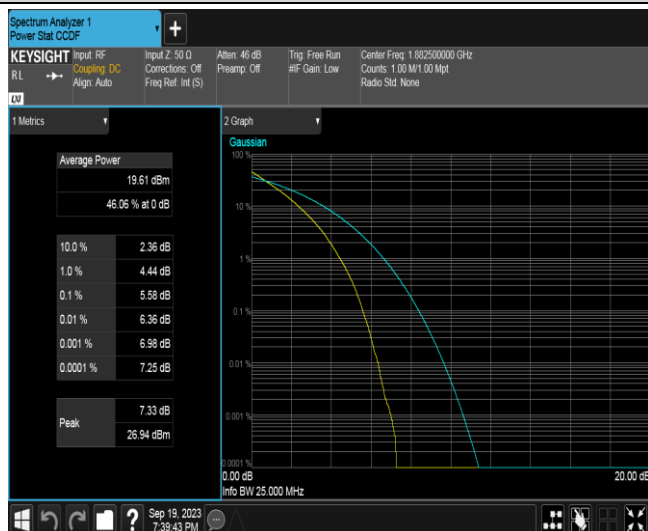 Spectrum Analyzer 1
Power Stat CCDF
+
KEYSIGHT
RL
LXI
Input: RF
Coupling: DC
Align: Auto
Input Z: 50 Ω
Corrections: Off
Freq Ref: Int (S)
Atten: 46 dB
Preamp: Off
Trig: Free Run
#IF Gain: Low
Center Freq: 1.882500000 GHz
Counts: 1.00 M/1.00 Mpt
Radio Std: None
1 Metrics
Average Power
19.61 dBm
46.06 % at 0 dB
10.0 % 2.36 dB
1.0 % 4.44 dB
0.1 % 5.58 dB
0.01 % 6.36 dB
0.001 % 6.98 dB
0.0001 % 7.25 dB
Peak
7.33 dB
26.94 dBm
2 Graph
Gaussian
100 %
10 %
1 %
0.1 %
0.01 %
0.001 %
0.0001 %
0.00 dB
20.00 dB
Info BW 25.000 MHz
?
Sep 19, 2023
7:39:43 PM